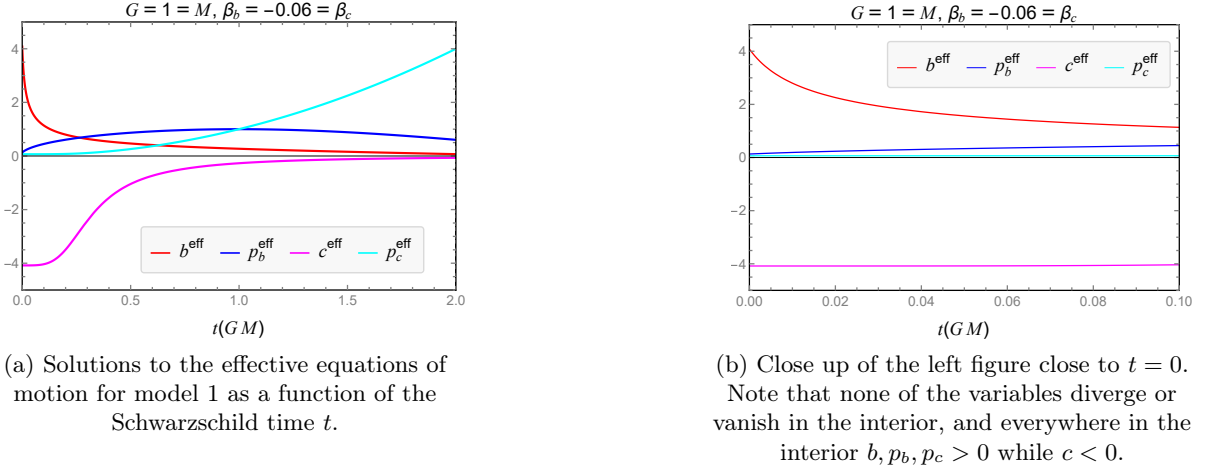 G = 1 = M, β_b = −0.06 = β_c
4
2
0
−2
−4
b^eff p_b^eff c^eff p_c^eff
0.0 0.5 1.0 1.5 2.0
t(G M)
(a) Solutions to the effective equations of
motion for model 1 as a function of the
Schwarzschild time t.
G = 1 = M, β_b = −0.06 = β_c
b^eff p_b^eff c^eff p_c^eff
4
2
0
−2
−4
0.00 0.02 0.04 0.06 0.08 0.10
t(G M)
(b) Close up of the left figure close to t = 0.
Note that none of the variables diverge or
vanish in the interior, and everywhere in the
interior b, p_b, p_c > 0 while c < 0.